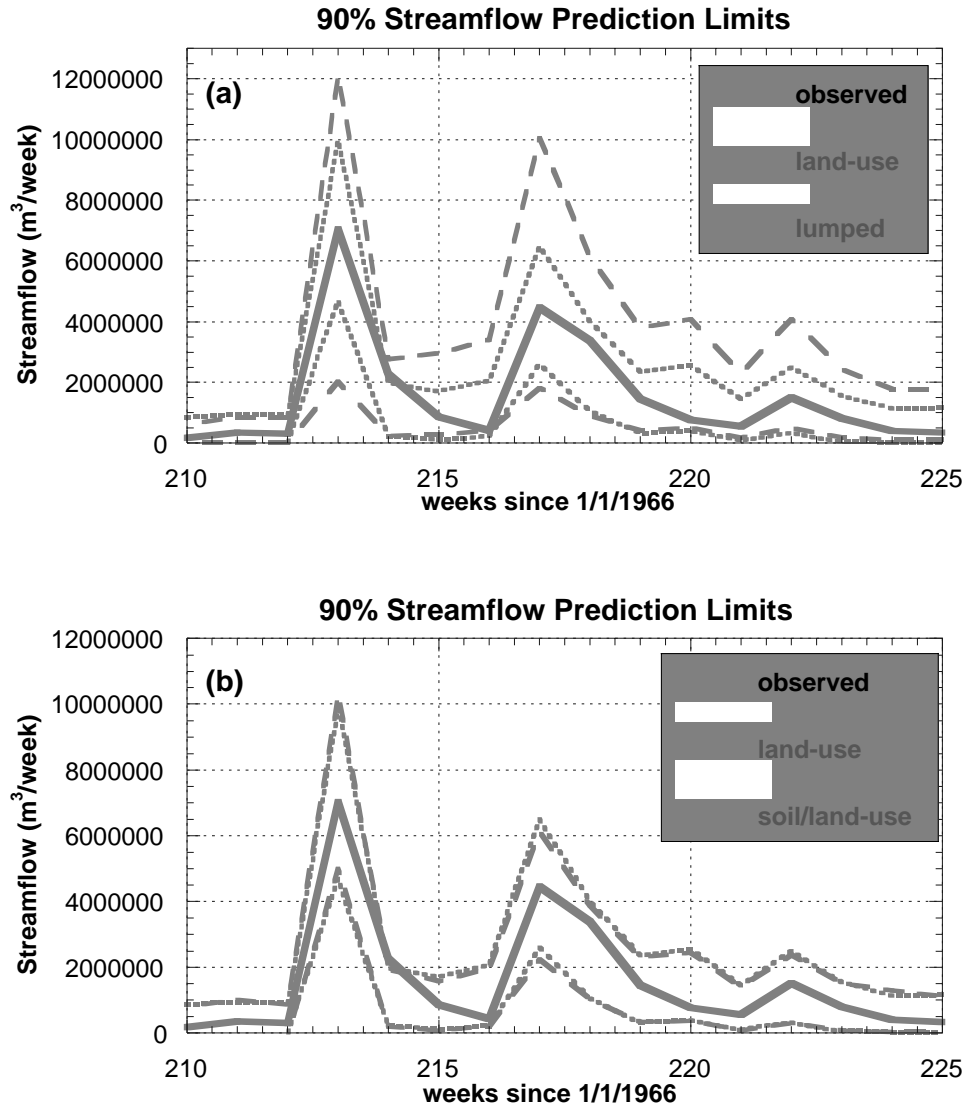 90% Streamflow Prediction Limits
(a)
Streamflow (m³/week)
12000000
10000000
8000000
6000000
4000000
2000000
0
observed
land-use
lumped
210
215
220
225
weeks since 1/1/1966
90% Streamflow Prediction Limits
(b)
Streamflow (m³/week)
12000000
10000000
8000000
6000000
4000000
2000000
0
observed
land-use
soil/land-use
210
215
220
225
weeks since 1/1/1966